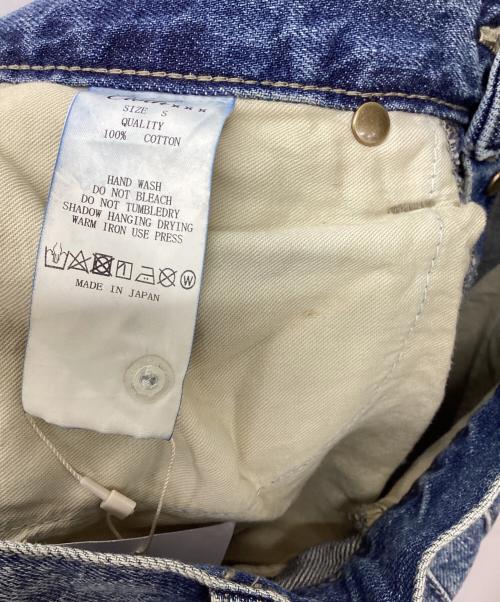 SIZE S
QUALITY
100% COTTON
HAND WASH
DO NOT BLEACH
DO NOT TUMBLEDRY
SHADOW HANGING DRYING
WARM IRON USE PRESS
W
MADE IN JAPAN